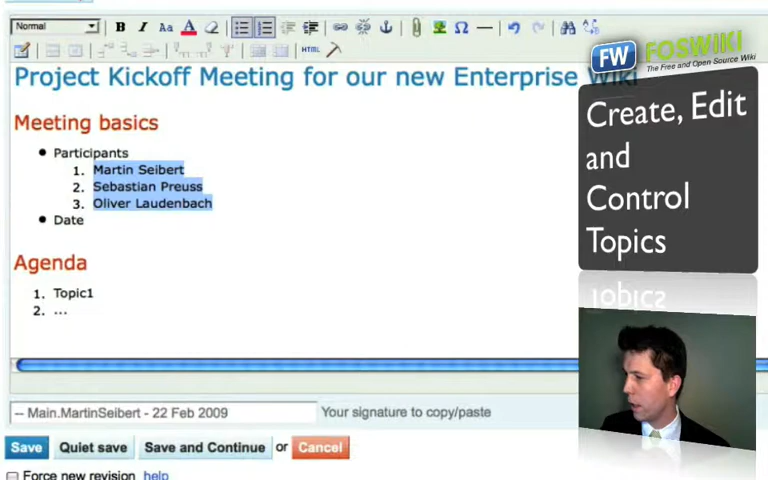 Normal
B I Aa A
Ω
HTML
Project Kickoff Meeting for our new Enterprise Wiki
FW FOSWIKI
The Free and Open Source Wiki
Create, Edit
and
Control
Topics
Meeting basics
Participants
1. Martin Seibert
2. Sebastian Preuss
3. Oliver Laudenbach
Date
Agenda
1. Topic1
2. ...
-- Main.MartinSeibert - 22 Feb 2009
Your signature to copy/paste
Save Quiet save Save and Continue or Cancel
Force new revision help